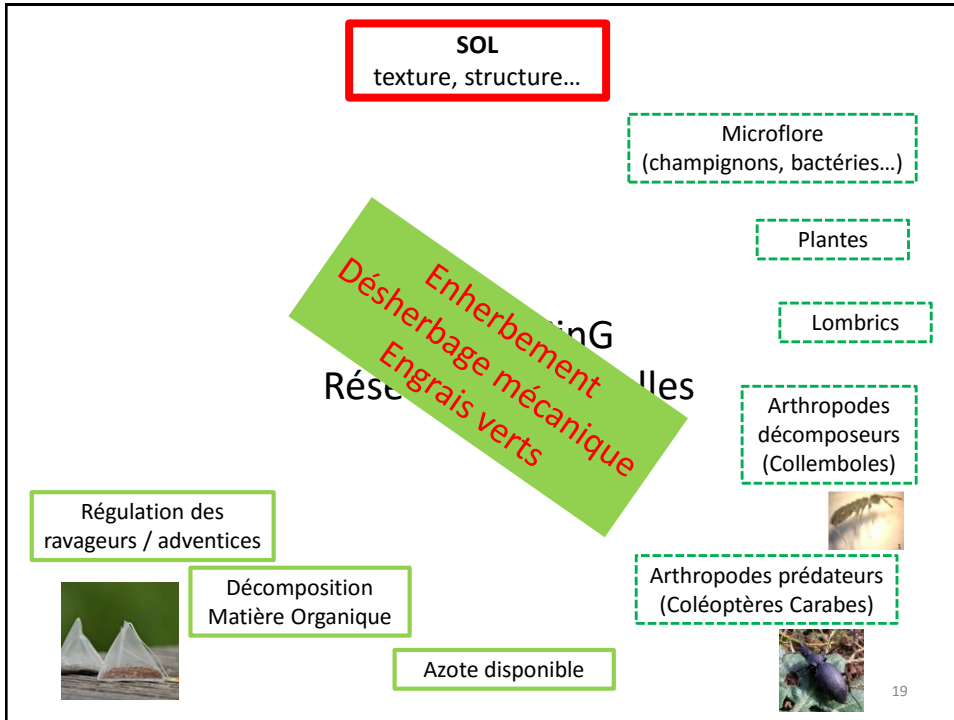 SOL
texture, structure…
Microflore
(champignons, bactéries…)
Plantes
Lombrics
Enherbement
Désherbage mécanique
Engrais verts
Arthropodes
décomposeurs
(Collemboles)
Régulation des
ravageurs / adventices
Décomposition
Matière Organique
Arthropodes prédateurs
(Coléoptères Carabes)
Azote disponible
19